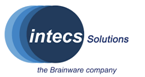 intecs Solutions
the Brainware company